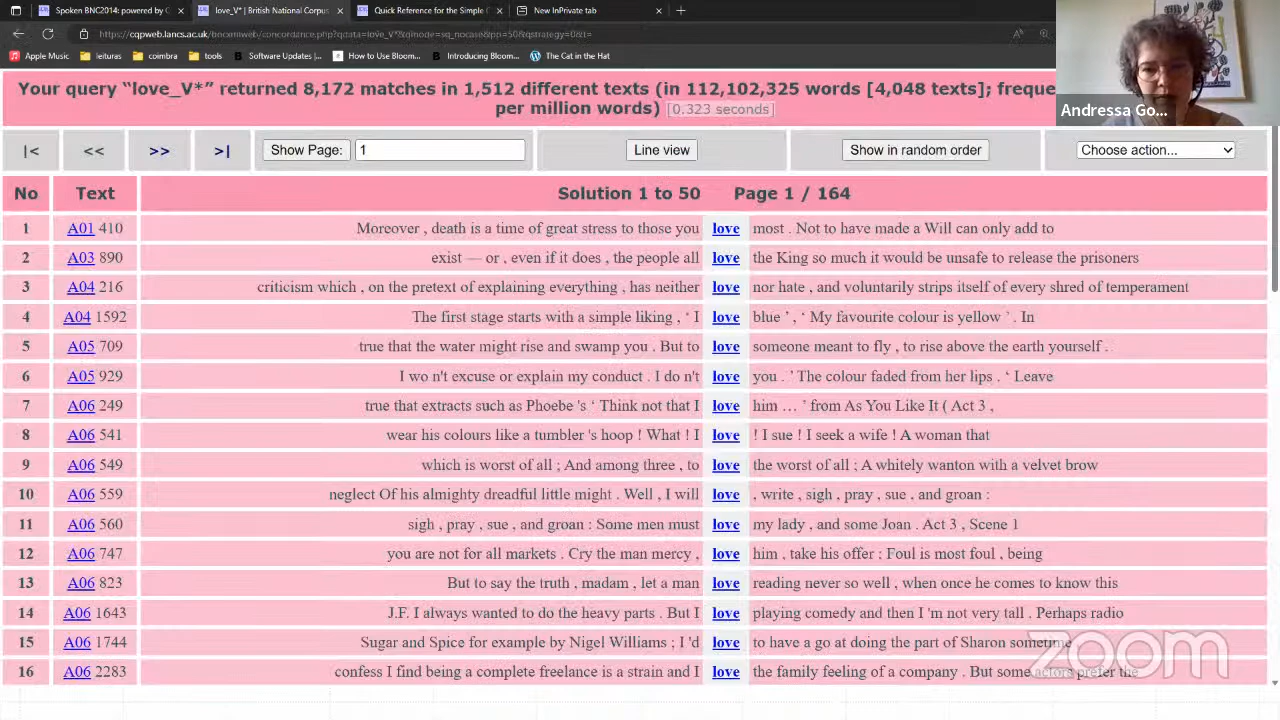 Spoken BNC2014: powered by C
love_V* | British National Corpus
Quick Reference for the Simple Q
New InPrivate tab
Apple Music leituras coimbra tools Software Updates |... How to Use Bloom... Introducing Bloom... The Cat in the Hat
Your query “love_V*” returned 8,172 matches in 1,512 different texts (in 112,102,325 words [4,048 texts]; freque
per million words) [0.323 seconds]
Andressa Go...
|< << >> >| Show Page: 1 Line view Show in random order Choose action...
No Text Solution 1 to 50 Page 1 / 164
1 A01 410 Moreover , death is a time of great stress to those you love most . Not to have made a Will can only add to
2 A03 890 exist — or , even if it does , the people all love the King so much it would be unsafe to release the prisoners
3 A04 216 criticism which , on the pretext of explaining everything , has neither love nor hate , and voluntarily strips itself of every shred of temperament
4 A04 1592 The first stage starts with a simple liking , ‘ I love blue ’ , ‘ My favourite colour is yellow ’ . In
5 A05 709 true that the water might rise and swamp you . But to love someone meant to fly , to rise above the earth yourself .
6 A05 929 I wo n't excuse or explain my conduct . I do n't love you . ’ The colour faded from her lips . ‘ Leave
7 A06 249 true that extracts such as Phoebe 's ‘ Think not that I love him … ’ from As You Like It ( Act 3 ,
8 A06 541 wear his colours like a tumbler 's hoop ! What ! I love ! I sue ! I seek a wife ! A woman that
9 A06 549 which is worst of all ; And among three , to love the worst of all ; A whitely wanton with a velvet brow
10 A06 559 neglect Of his almighty dreadful little might . Well , I will love , write , sigh , pray , sue , and groan :
11 A06 560 sigh , pray , sue , and groan : Some men must love my lady , and some Joan . Act 3 , Scene 1
12 A06 747 you are not for all markets . Cry the man mercy , love him , take his offer : Foul is most foul , being
13 A06 823 But to say the truth , madam , let a man love reading never so well , when once he comes to know this
14 A06 1643 J.F. I always wanted to do the heavy parts . But I love playing comedy and then I 'm not very tall . Perhaps radio
15 A06 1744 Sugar and Spice for example by Nigel Williams ; I 'd love to have a go at doing the part of Sharon sometime
16 A06 2283 confess I find being a complete freelance is a strain and I love the family feeling of a company . But some actors prefer the
zoom